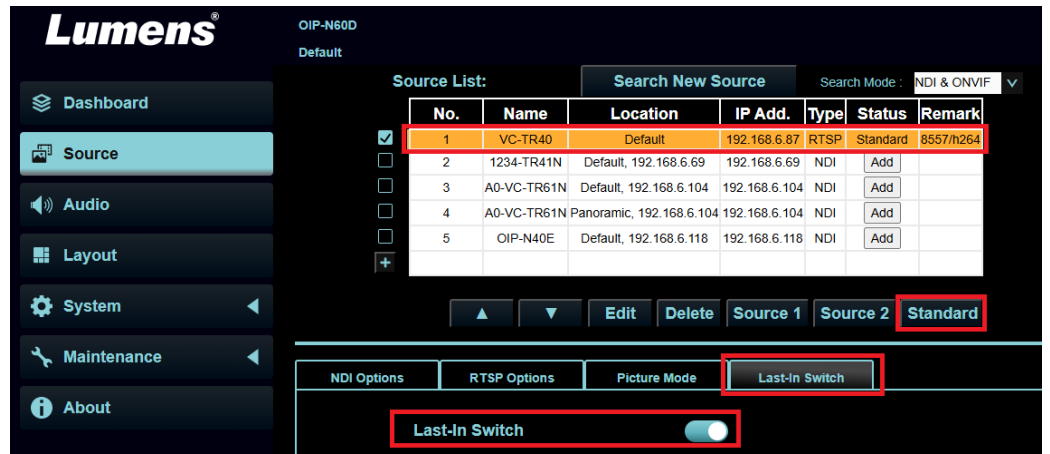 Lumens®
OIP-N60D
Default
Dashboard
Source
Audio
Layout
System
Maintenance
About
Source List:
Search New Source
Search Mode : NDI & ONVIF
No. Name Location IP Add. Type Status Remark
1 VC-TR40 Default 192.168.6.87 RTSP Standard 8557/h264
2 1234-TR41N Default, 192.168.6.69 192.168.6.69 NDI Add
3 A0-VC-TR61N Default, 192.168.6.104 192.168.6.104 NDI Add
4 A0-VC-TR61N Panoramic, 192.168.6.104 192.168.6.104 NDI Add
5 OIP-N40E Default, 192.168.6.118 192.168.6.118 NDI Add
+
▲ ▼ Edit Delete Source 1 Source 2 Standard
NDI Options RTSP Options Picture Mode Last-In Switch
Last-In Switch